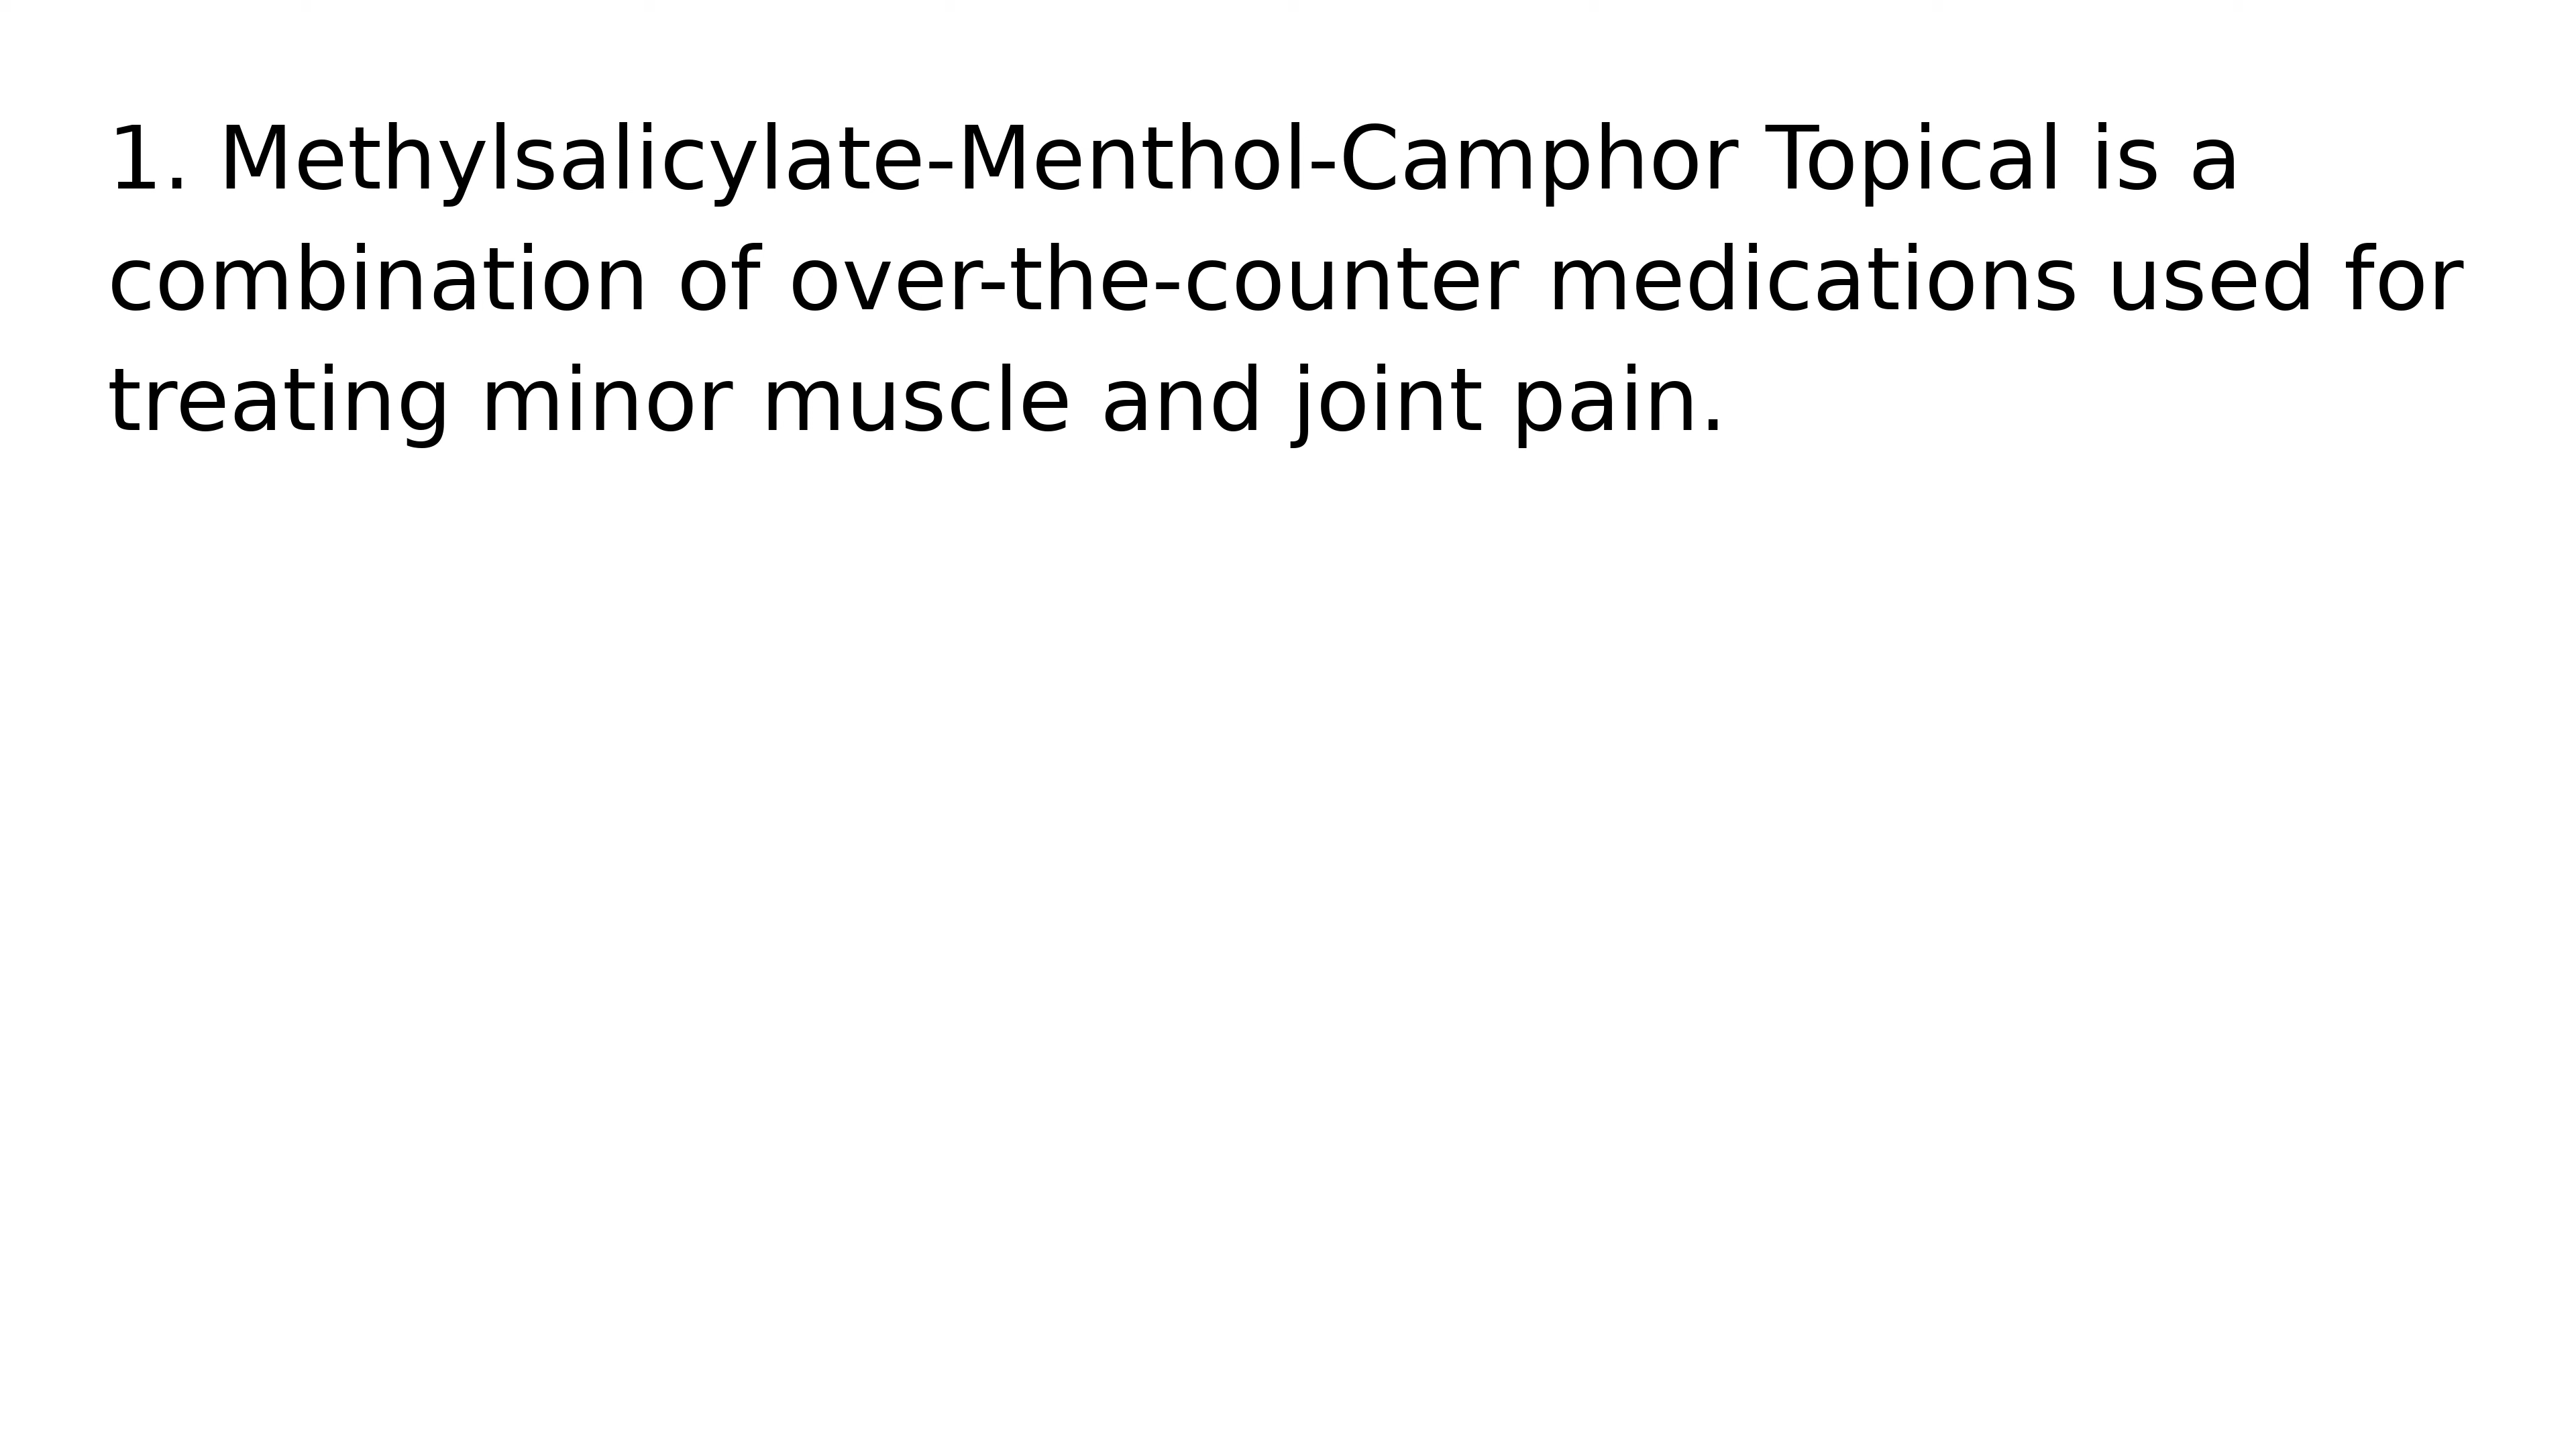 1. Methylsalicylate-Menthol-Camphor Topical is a
combination of over-the-counter medications used for
treating minor muscle and joint pain.